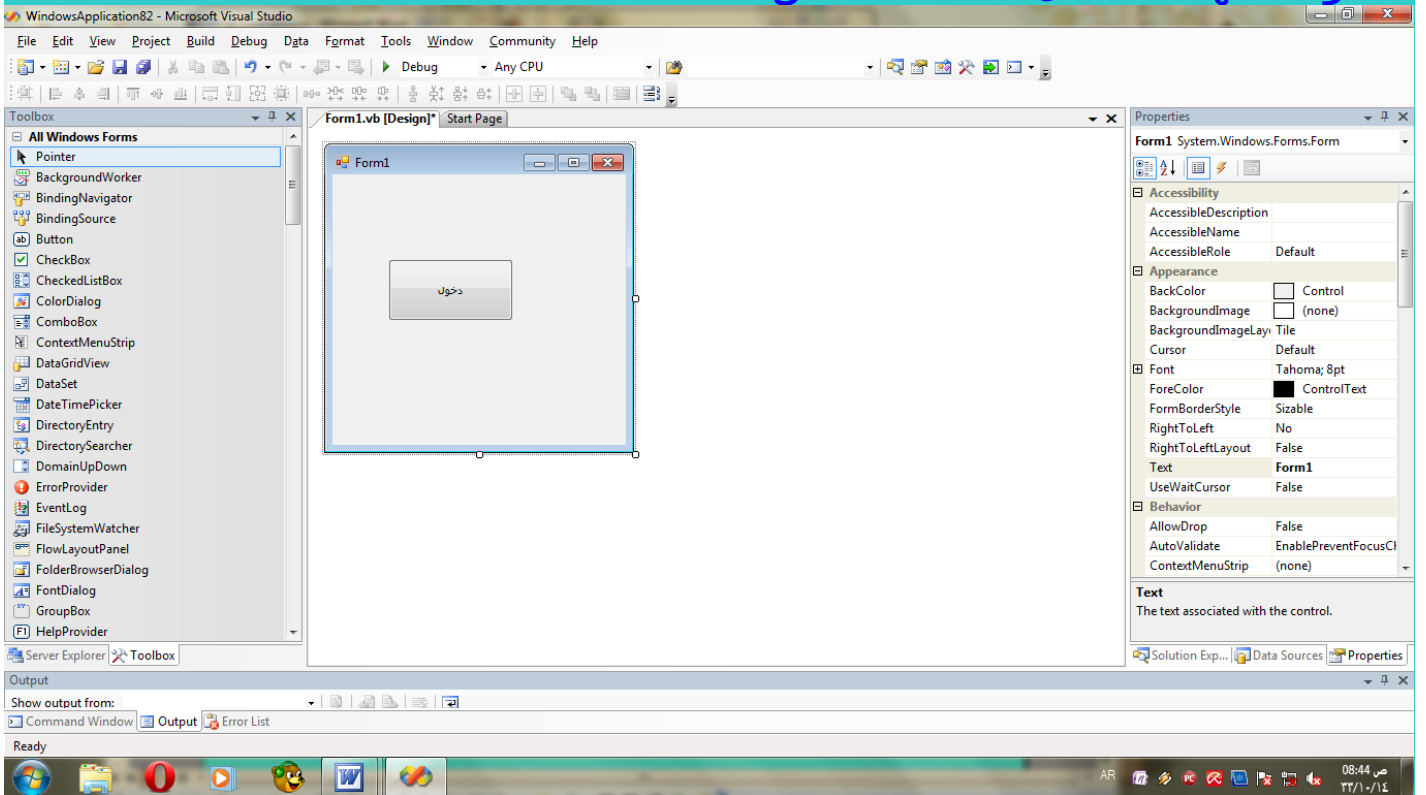 WindowsApplication82 - Microsoft Visual Studio
File Edit View Project Build Debug Data Format Tools Window Community Help
Debug Any CPU
Toolbox
All Windows Forms
Pointer
BackgroundWorker
BindingNavigator
BindingSource
Button
CheckBox
CheckedListBox
ColorDialog
ComboBox
ContextMenuStrip
DataGridView
DataSet
DateTimePicker
DirectoryEntry
DirectorySearcher
DomainUpDown
ErrorProvider
EventLog
FileSystemWatcher
FlowLayoutPanel
FolderBrowserDialog
FontDialog
GroupBox
HelpProvider
Server Explorer Toolbox
Form1.vb [Design]* Start Page
Form1
دخول
Properties
Form1 System.Windows.Forms.Form
Accessibility
AccessibleDescription
AccessibleName
AccessibleRole Default
Appearance
BackColor Control
BackgroundImage (none)
BackgroundImageLay Tile
Cursor Default
Font Tahoma; 8pt
ForeColor ControlText
FormBorderStyle Sizable
RightToLeft No
RightToLeftLayout False
Text Form1
UseWaitCursor False
Behavior
AllowDrop False
AutoValidate EnablePreventFocusCh
ContextMenuStrip (none)
Text
The text associated with the control.
Solution Exp... Data Sources Properties
Output
Show output from:
Command Window Output Error List
Ready
AR
08:44 ص
٣٣/١٠/١٤